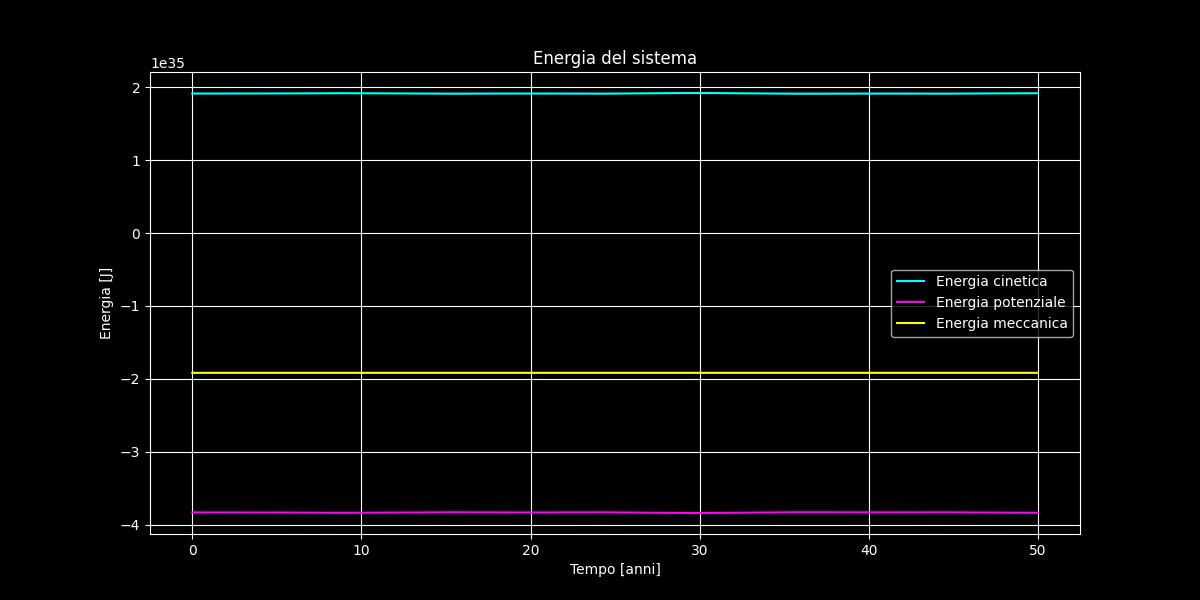 Energia del sistema
1e35
2
1
0
−1
−2
−3
−4
Energia [J]
Energia cinetica
Energia potenziale
Energia meccanica
0 10 20 30 40 50
Tempo [anni]